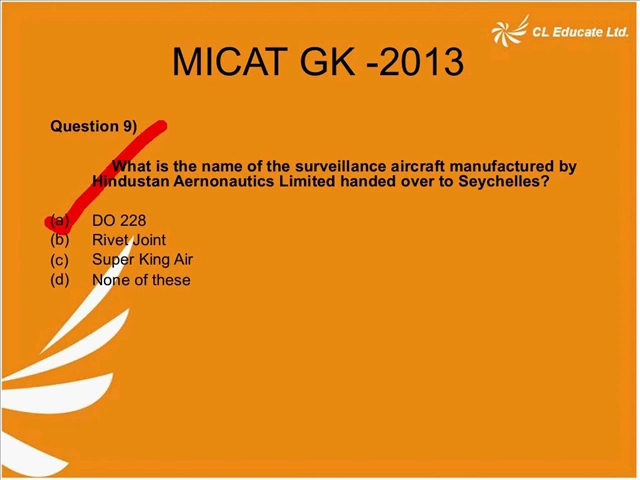 CL Educate Ltd.
MICAT GK -2013
Question 9)
What is the name of the surveillance aircraft manufactured by
Hindustan Aernonautics Limited handed over to Seychelles?
(a) DO 228
(b) Rivet Joint
(c) Super King Air
(d) None of these